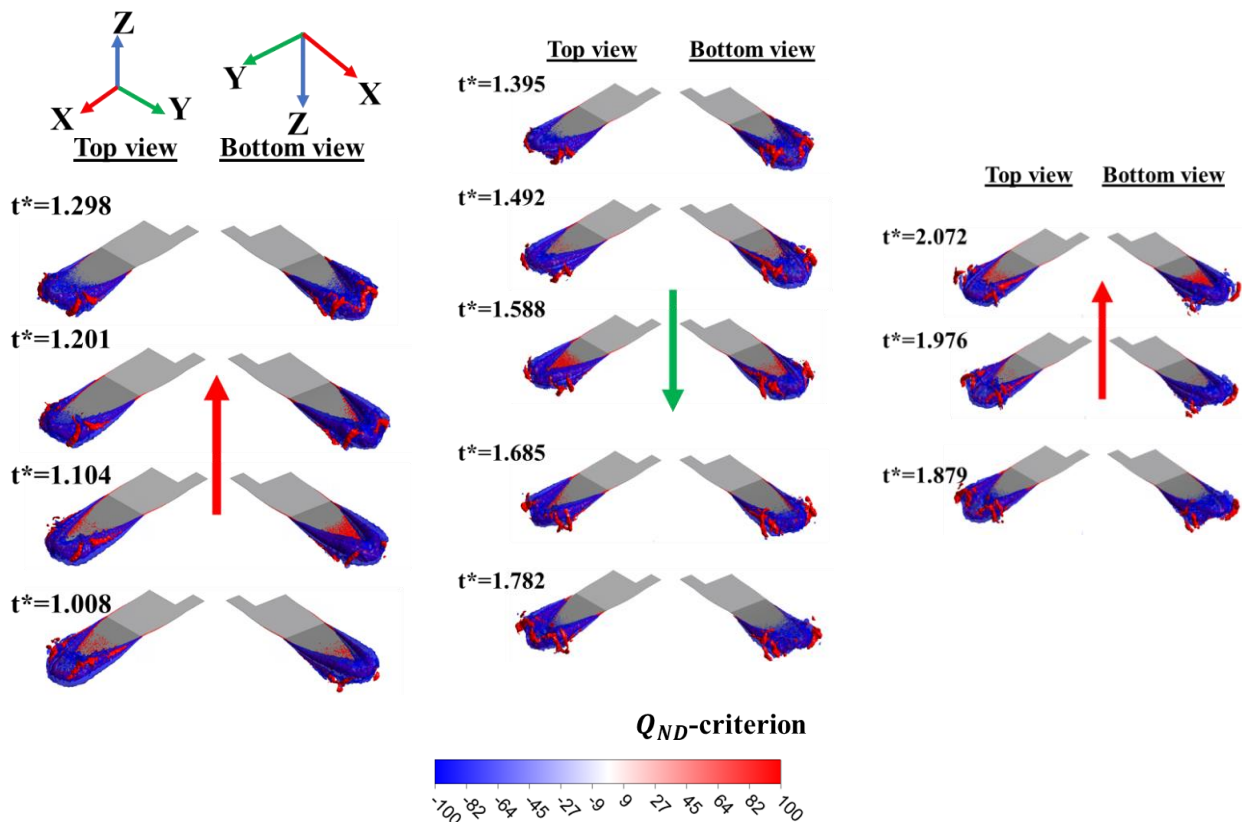 Z
X
Y
Top view
Y
X
Z
Bottom view
t*=1.298
t*=1.201
t*=1.104
t*=1.008
Top view
Bottom view
t*=1.395
t*=1.492
t*=1.588
t*=1.685
t*=1.782
Top view
Bottom view
t*=2.072
t*=1.976
t*=1.879
Q_ND-criterion
-100 -82 -64 -45 -27 -9 9 27 45 64 82 100